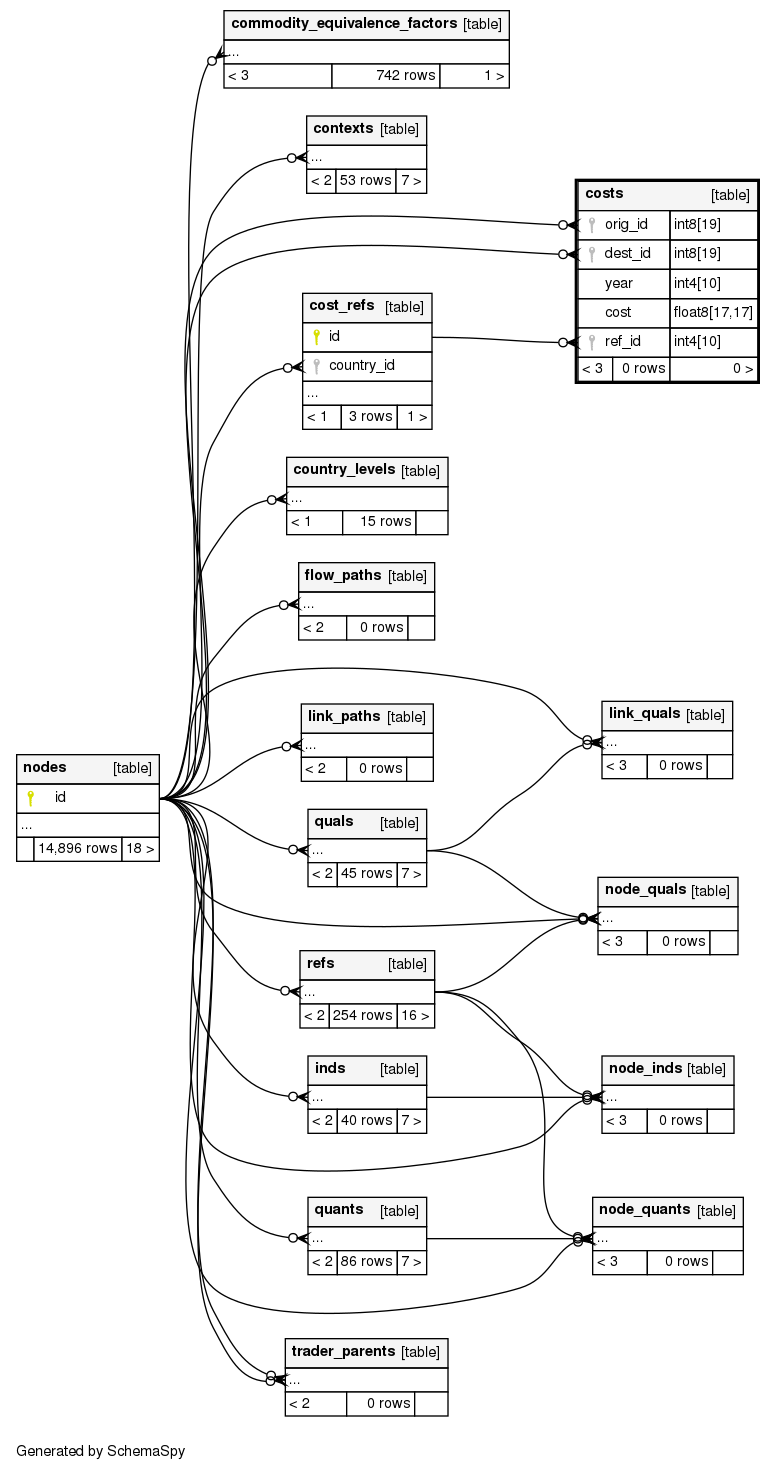 commodity_equivalence_factors [table]
...
< 3 742 rows 1 >
contexts [table]
...
< 2 53 rows 7 >
costs [table]
orig_id int8[19]
dest_id int8[19]
year int4[10]
cost float8[17,17]
ref_id int4[10]
< 3 0 rows 0 >
cost_refs [table]
id
country_id
...
< 1 3 rows 1 >
country_levels [table]
...
< 1 15 rows
flow_paths [table]
...
< 2 0 rows
link_paths [table]
...
< 2 0 rows
link_quals [table]
...
< 3 0 rows
nodes [table]
id
...
14,896 rows 18 >
quals [table]
...
< 2 45 rows 7 >
node_quals [table]
...
< 3 0 rows
refs [table]
...
< 2 254 rows 16 >
inds [table]
...
< 2 40 rows 7 >
node_inds [table]
...
< 3 0 rows
quants [table]
...
< 2 86 rows 7 >
node_quants [table]
...
< 3 0 rows
trader_parents [table]
...
< 2 0 rows
Generated by SchemaSpy